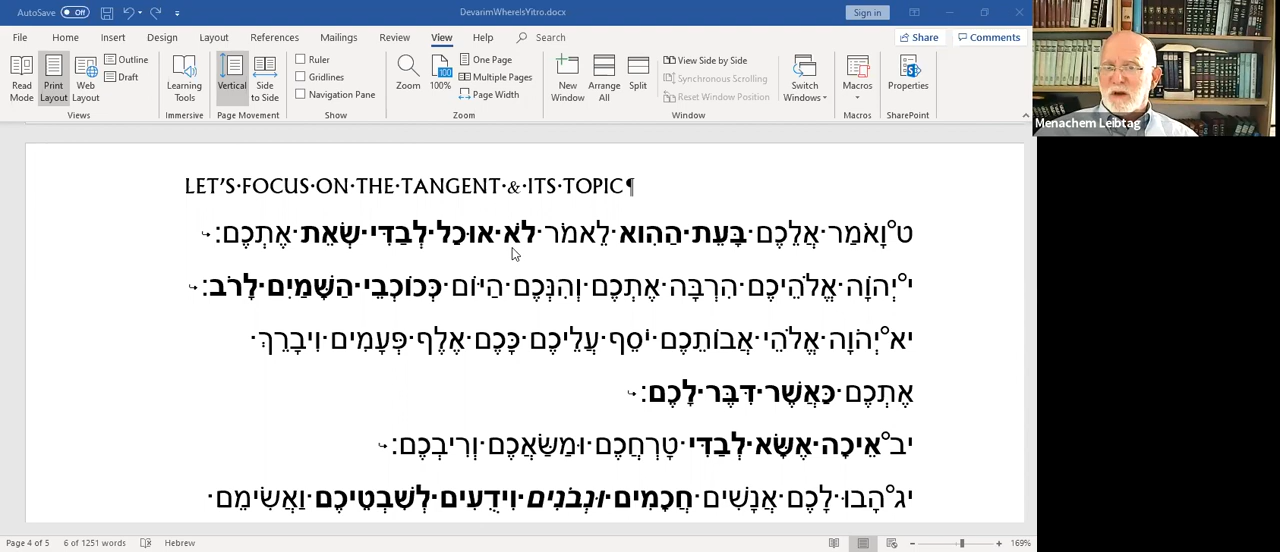 AutoSave Off DevarimWhereIsYitro.docx Sign in
File Home Insert Design Layout References Mailings Review View Help Search Share Comments
Read Mode Print Layout Web Layout Outline Draft Views
Learning Tools Immersive
Vertical Side to Side Page Movement
Ruler Gridlines Navigation Pane Show
Zoom 100% One Page Multiple Pages Page Width Zoom
New Window Arrange All Split View Side by Side Synchronous Scrolling Reset Window Position Switch Windows Window
Macros Macros
Properties SharePoint
Menachem Leibtag
LET'S·FOCUS·ON·THE·TANGENT·&·ITS·TOPIC¶
ט°וָאֹמַר·אֲלֵכֶם·בָּעֵת·הַהִוא·לֵאמֹר·לֹא·אוּכַל·לְבַדִּי·שְׂאֵת·אֶתְכֶם:
י°יְהוָֹה·אֱלֹהֵיכֶם·הִרְבָּה·אֶתְכֶם·וְהִנְּכֶם·הַיּוֹם·כְּכוֹכְבֵי·הַשָּׁמַיִם·לָרֹב:
יא°יְהֹוָה·אֱלֹהֵי·אֲבוֹתֵכֶם·יֹסֵף·עֲלֵיכֶם·כָּכֶם·אֶלֶף·פְּעָמִים·וִיבָרֵךְ·
אֶתְכֶם·כַּאֲשֶׁר·דִּבֶּר·לָכֶם:
יב°אֵיכָה·אֶשָּׂא·לְבַדִּי·טָרְחֲכֶם·וּמַשַּׂאֲכֶם·וְרִיבְכֶם:
יג°הָבוּ·לָכֶם·אֲנָשִׁים·חֲכָמִים·וּנְבֹנִים·וִידֻעִים·לְשִׁבְטֵיכֶם·וַאֲשִׂימֵם·
Page 4 of 5 6 of 1251 words Hebrew 169%